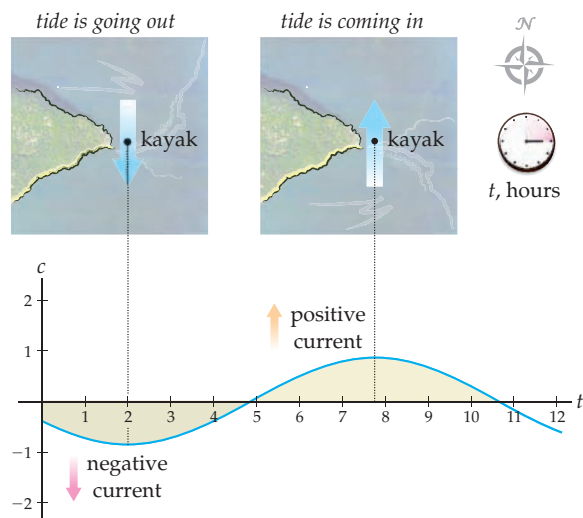 tide is going out
tide is coming in
N
kayak
kayak
t, hours
c
2
1
−1
−2
positive
current
1 2 3 4 5 6 7 8 9 10 11 12
t
negative
current